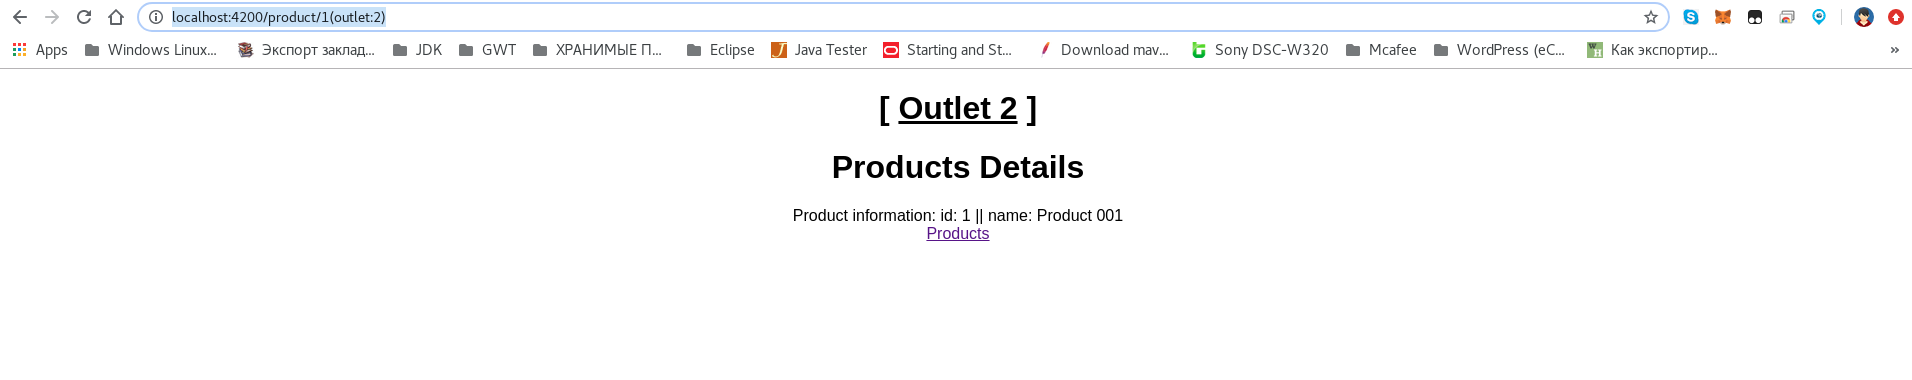 localhost:4200/product/1(outlet:2)
Apps Windows Linux... Экспорт заклад... JDK GWT ХРАНИМЫЕ П... Eclipse Java Tester Starting and St... Download mav... Sony DSC-W320 Mcafee WordPress (eC... Как экспортир... »
[ Outlet 2 ]
Products Details
Product information: id: 1 || name: Product 001
Products